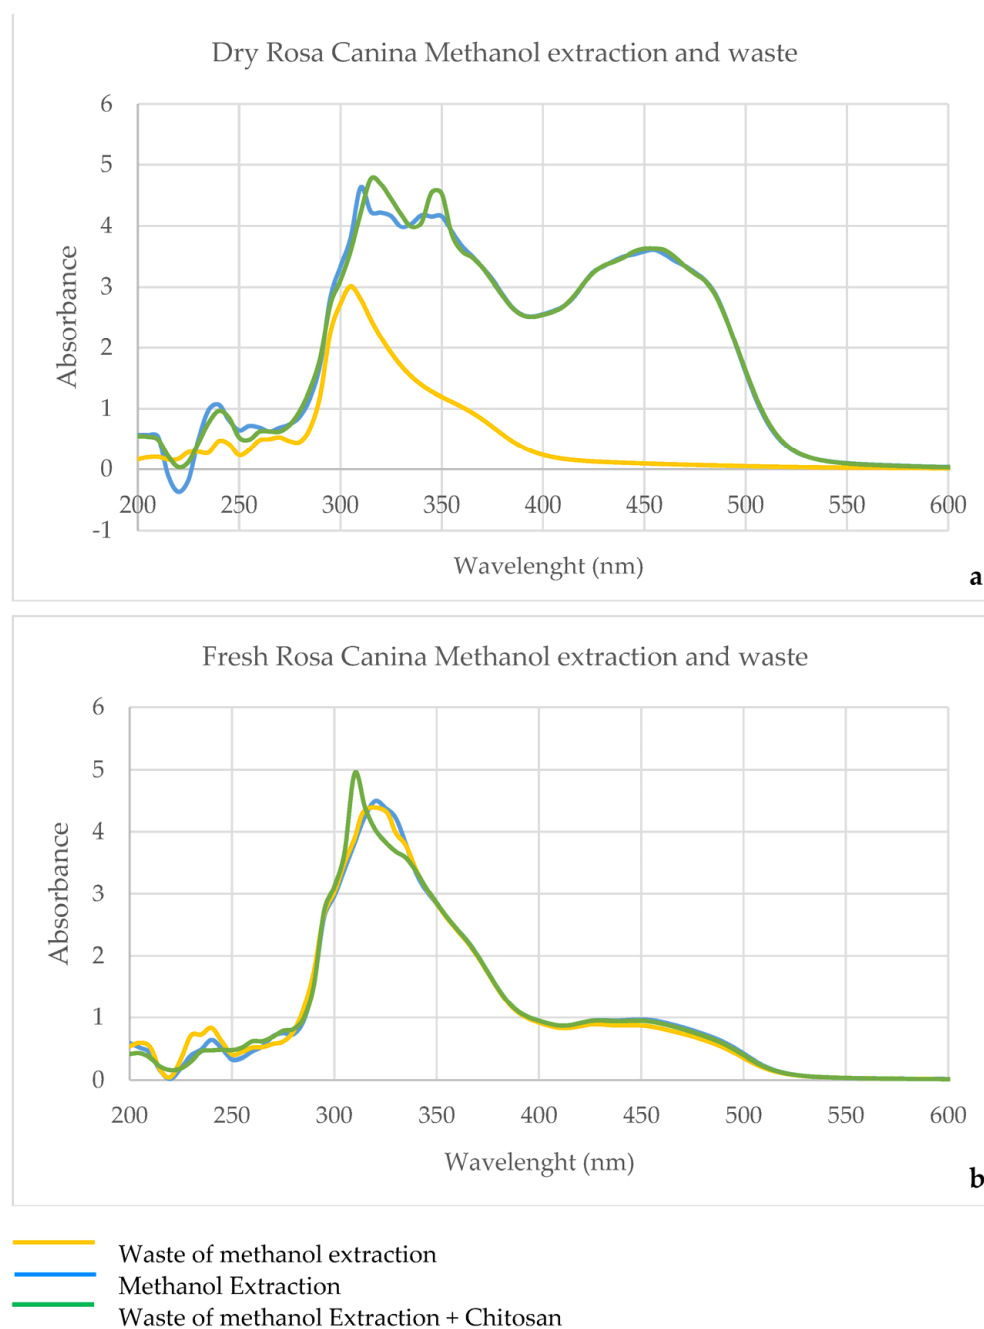 Dry Rosa Canina Methanol extraction and waste
6
5
4
3
2
1
0
-1
200 250 300 350 400 450 500 550 600
Absorbance
Wavelenght (nm)
a
Fresh Rosa Canina Methanol extraction and waste
6
5
4
3
2
1
0
200 250 300 350 400 450 500 550 600
Absorbance
Wavelenght (nm)
b
Waste of methanol extraction
Methanol Extraction
Waste of methanol Extraction + Chitosan